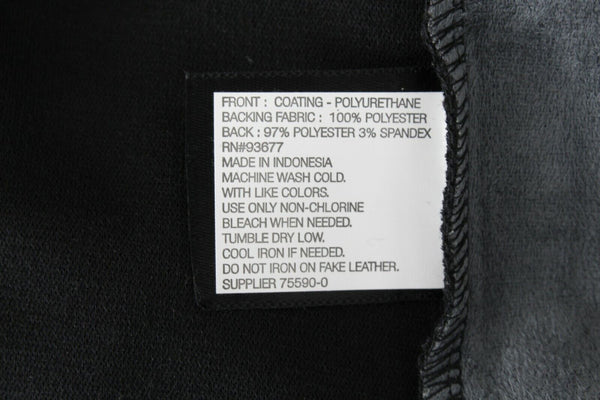 FRONT : COATING - POLYURETHANE
BACKING FABRIC : 100% POLYESTER
BACK : 97% POLYESTER 3% SPANDEX
RN#93677
MADE IN INDONESIA
MACHINE WASH COLD.
WITH LIKE COLORS.
USE ONLY NON-CHLORINE
BLEACH WHEN NEEDED.
TUMBLE DRY LOW.
COOL IRON IF NEEDED.
DO NOT IRON ON FAKE LEATHER.
SUPPLIER 75590-0